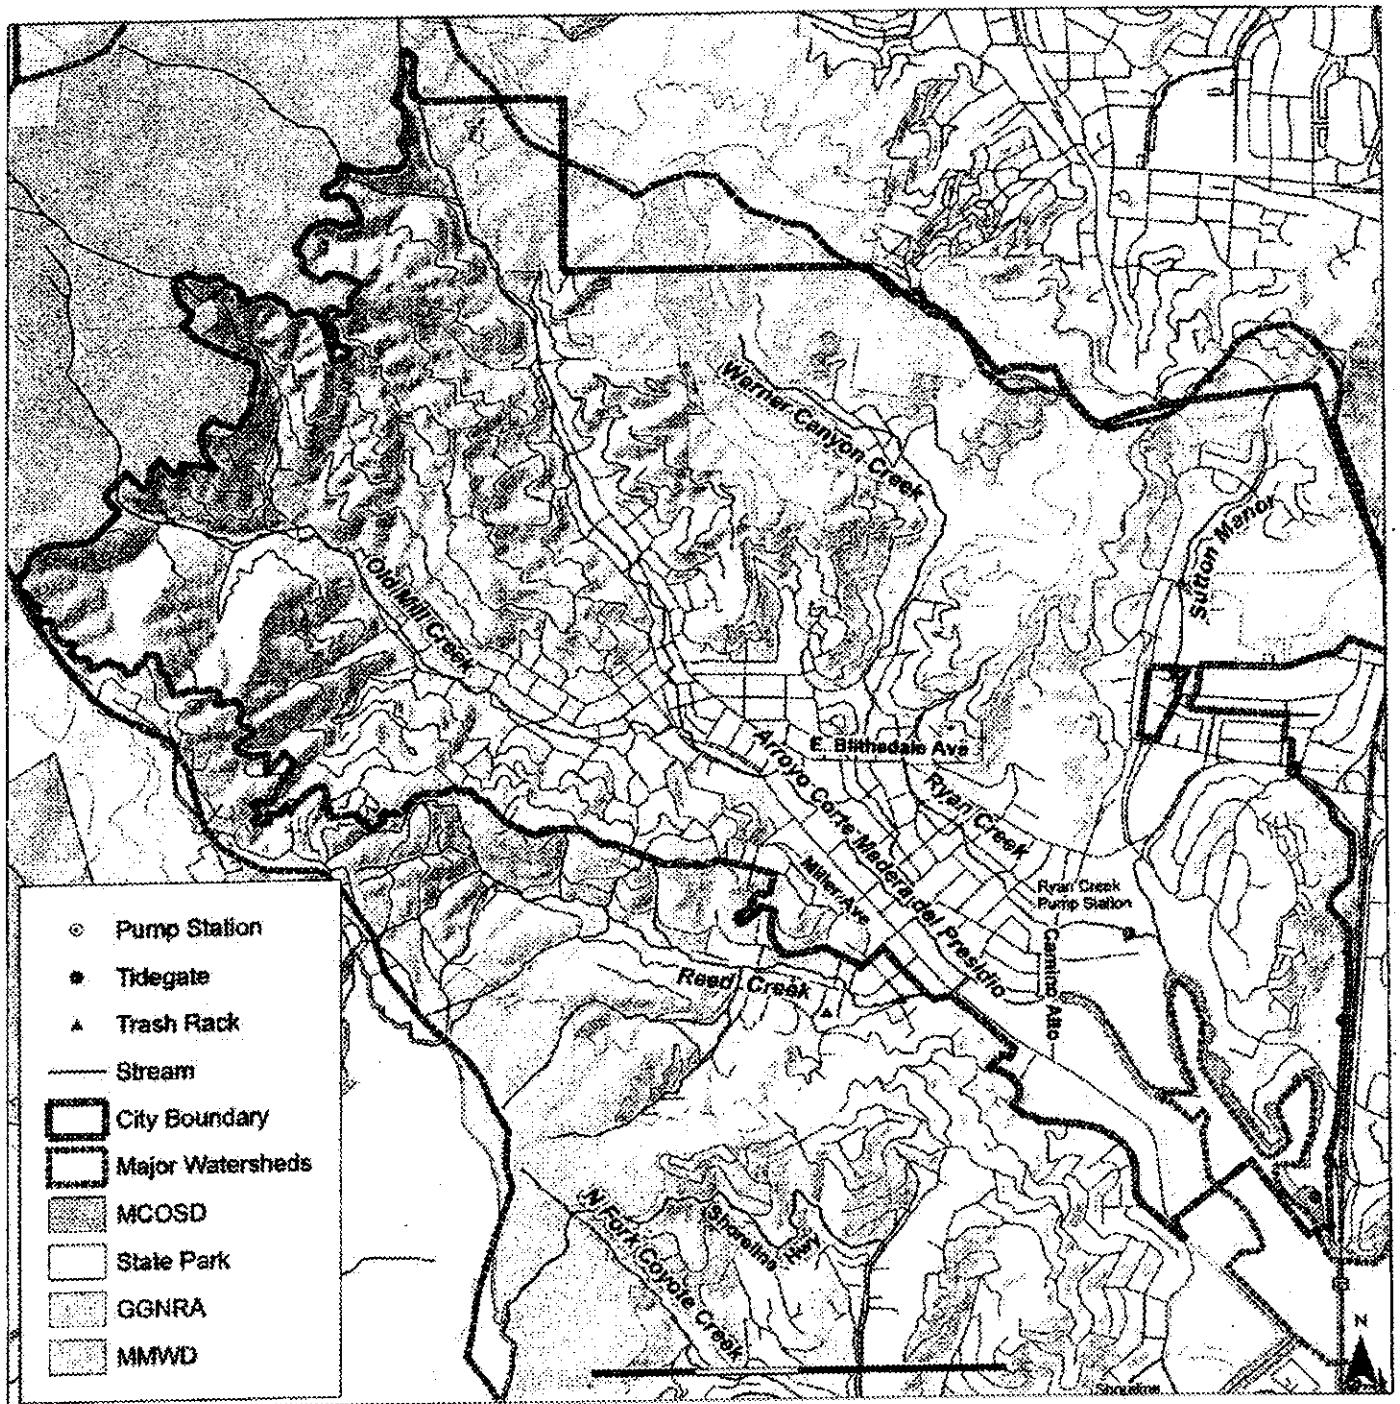 Warner Canyon Creek
Sutton Manor
Old Mill Creek
E. Blithedale Ave
Arroyo Corte Madera del Presidio
Ryan Creek
Miller Ave
Ryan Creek
Pump Station
Camino Alto
Reed Creek
N Fork Coyote Creek
Shoreline Hwy
Pump Station
Tidegate
Trash Rack
Stream
City Boundary
Major Watersheds
MCOSD
State Park
GGNRA
MMWD
N